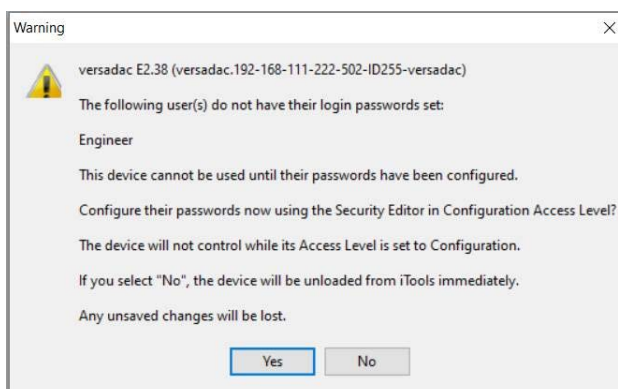 Warning
versadac E2.38 (versadac.192-168-111-222-502-ID255-versadac)
The following user(s) do not have their login passwords set:
Engineer
This device cannot be used until their passwords have been configured.
Configure their passwords now using the Security Editor in Configuration Access Level?
The device will not control while its Access Level is set to Configuration.
If you select "No", the device will be unloaded from iTools immediately.
Any unsaved changes will be lost.
Yes
No